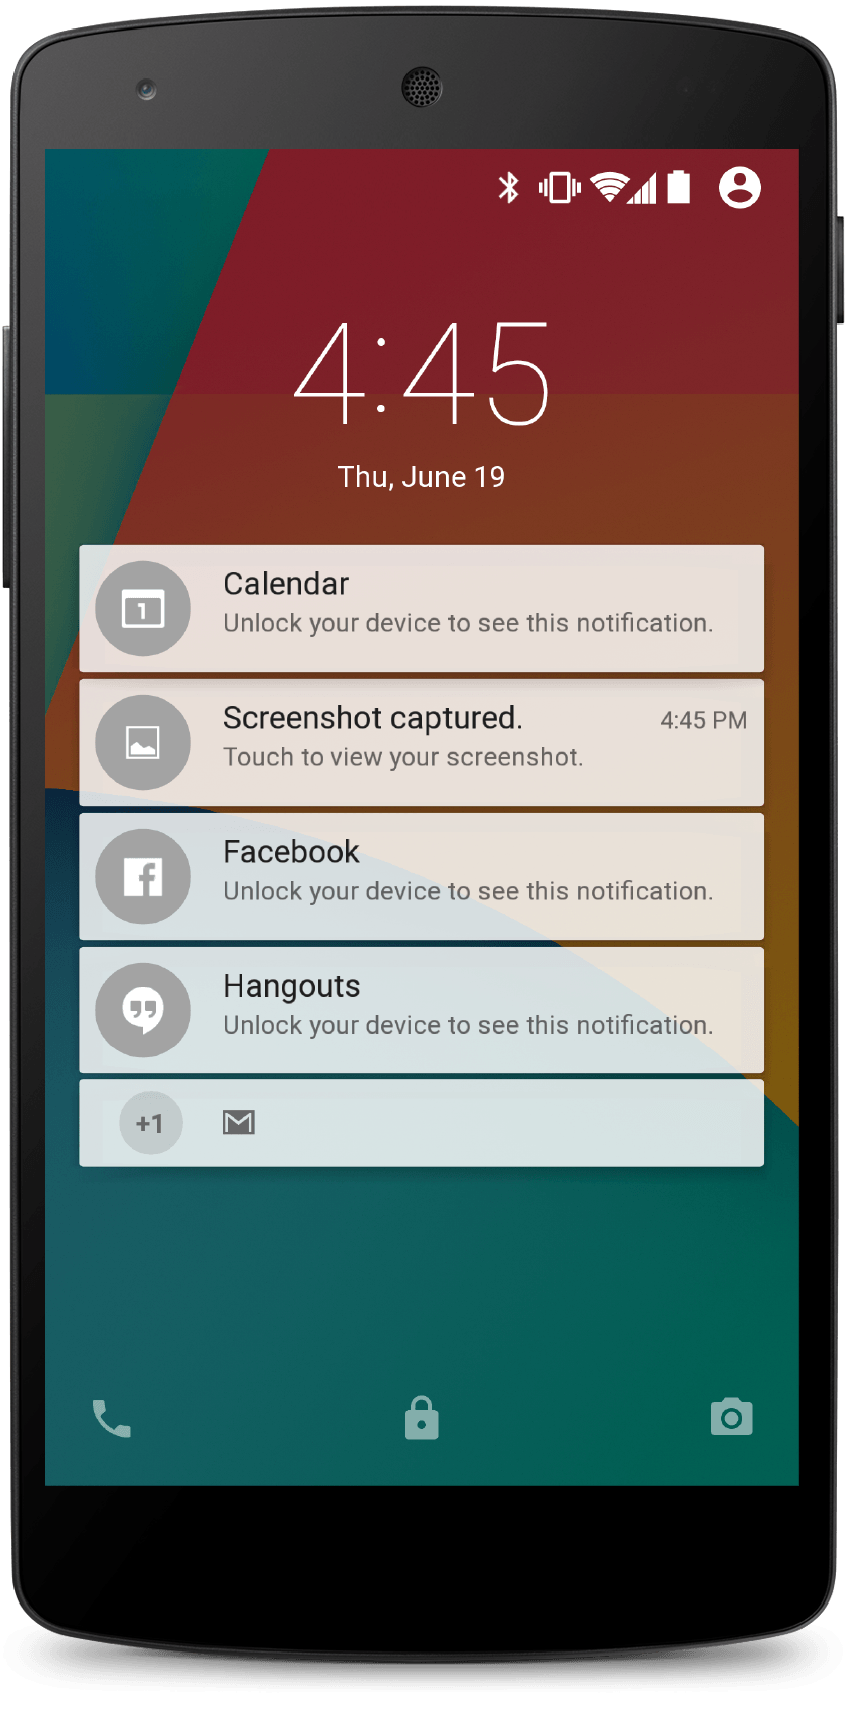 4:45
Thu, June 19
1
Calendar
Unlock your device to see this notification.
Screenshot captured. 4:45 PM
Touch to view your screenshot.
Facebook
Unlock your device to see this notification.
Hangouts
Unlock your device to see this notification.
+1